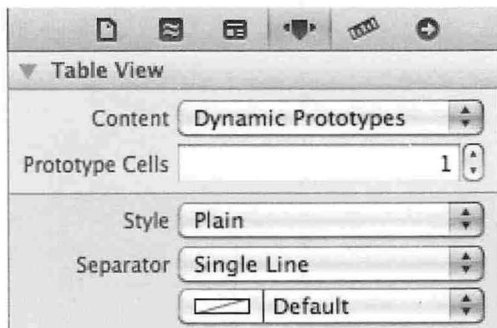 Table View
Content Dynamic Prototypes
Prototype Cells 1
Style Plain
Separator Single Line
Default